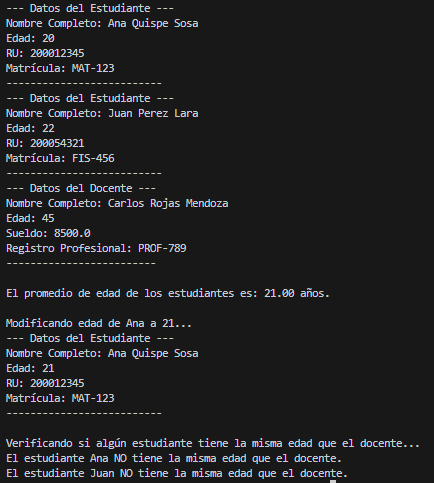 --- Datos del Estudiante ---
Nombre Completo: Ana Quispe Sosa
Edad: 20
RU: 200012345
Matrícula: MAT-123
--------------------------
--- Datos del Estudiante ---
Nombre Completo: Juan Perez Lara
Edad: 22
RU: 200054321
Matrícula: FIS-456
--------------------------
--- Datos del Docente ---
Nombre Completo: Carlos Rojas Mendoza
Edad: 45
Sueldo: 8500.0
Registro Profesional: PROF-789
-------------------------

El promedio de edad de los estudiantes es: 21.00 años.

Modificando edad de Ana a 21...
--- Datos del Estudiante ---
Nombre Completo: Ana Quispe Sosa
Edad: 21
RU: 200012345
Matrícula: MAT-123
--------------------------

Verificando si algún estudiante tiene la misma edad que el docente...
El estudiante Ana NO tiene la misma edad que el docente.
El estudiante Juan NO tiene la misma edad que el docente.